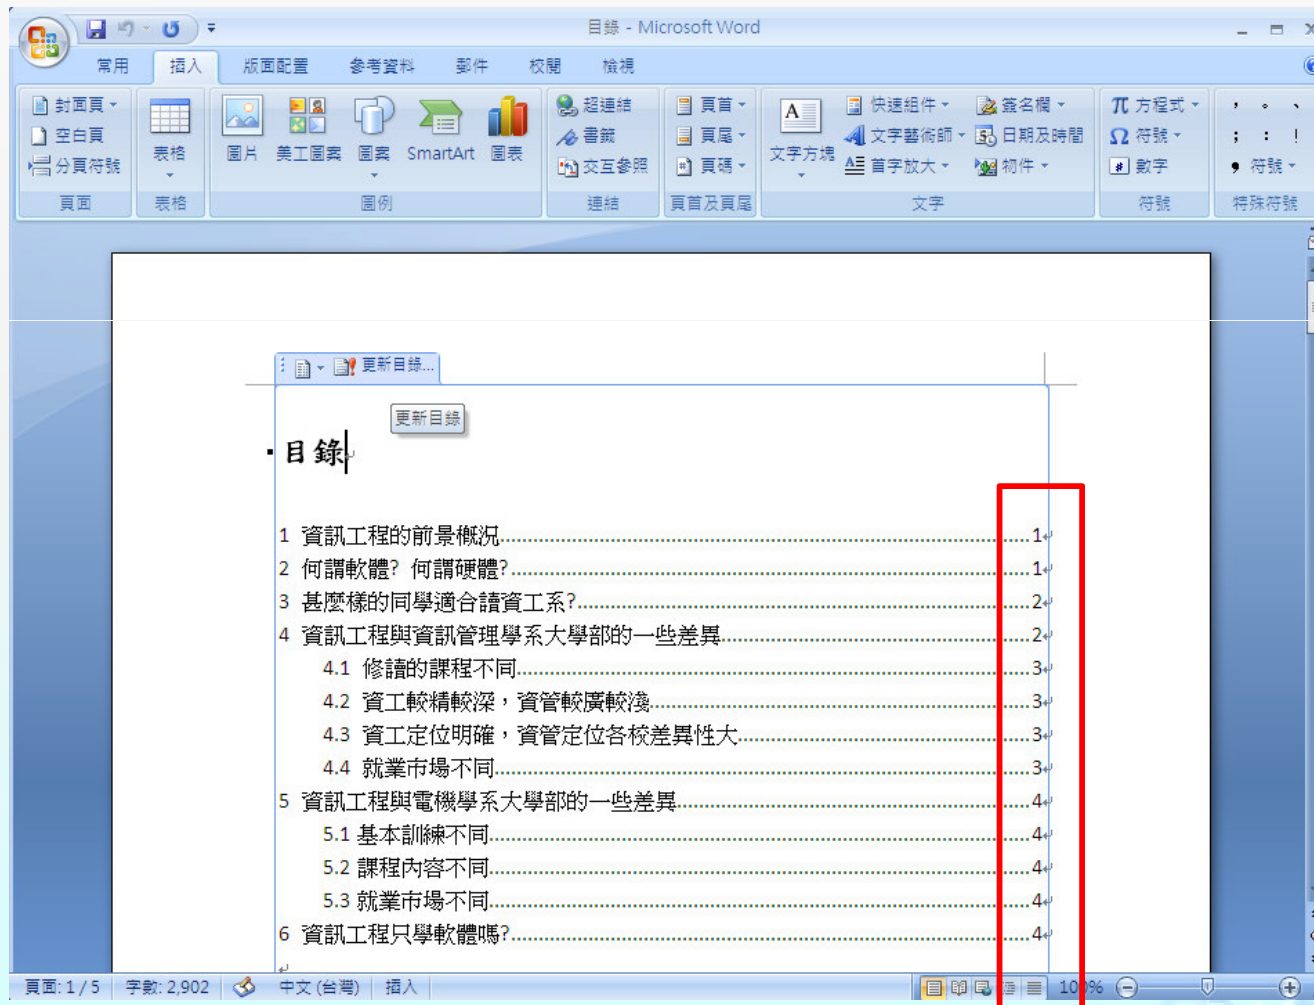 目錄 - Microsoft Word
常用 插入 版面配置 參考資料 郵件 校閱 檢視
封面頁 空白頁 分頁符號 頁面
表格 表格
圖片 美工圖案 圖案 SmartArt 圖表 圖例
超連結 書籤 交互參照 連結
頁首 頁尾 頁碼 頁首及頁尾
文字方塊 快速組件 文字藝術師 首字放大 簽名欄 日期及時間 物件 文字
π 方程式 Ω 符號 # 數字 符號
, 。 、 ; : ! 符號 特殊符號
更新目錄...
更新目錄
目錄
1 資訊工程的前景概況........1
2 何謂軟體? 何謂硬體?........1
3 甚麼樣的同學適合讀資工系?........2
4 資訊工程與資訊管理學系大學部的一些差異........2
4.1 修讀的課程不同........3
4.2 資工較精較深，資管較廣較淺........3
4.3 資工定位明確，資管定位各校差異性大........3
4.4 就業市場不同........3
5 資訊工程與電機學系大學部的一些差異........4
5.1 基本訓練不同........4
5.2 課程內容不同........4
5.3 就業市場不同........4
6 資訊工程只學軟體嗎?........4
頁面: 1 / 5 字數: 2,902 中文 (台灣) 插入 100%